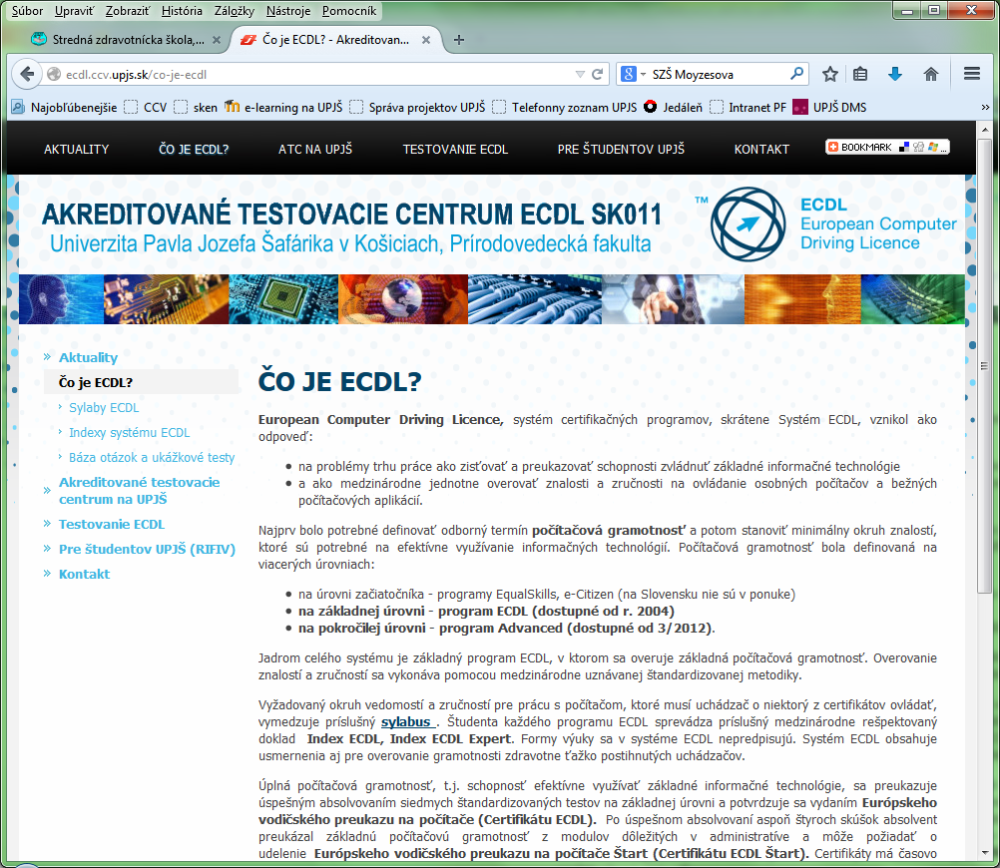 Súbor Upraviť Zobraziť História Záložky Nástroje Pomocník
Stredná zdravotnícka škola,... × Čo je ECDL? - Akreditovan... × +
ecdl.ccv.upjs.sk/co-je-ecdl
8 SZŠ Moyzesova
Najobľúbenejšie CCV sken e-learning na UPJŠ Správa projektov UPJŠ Telefonny zoznam UPJS Jedáleň Intranet PF UPJŠ DMS »
AKTUALITY ČO JE ECDL? ATC NA UPJŠ TESTOVANIE ECDL PRE ŠTUDENTOV UPJŠ KONTAKT BOOKMARK ...
AKREDITOVANÉ TESTOVACIE CENTRUM ECDL SK011
Univerzita Pavla Jozefa Šafárika v Košiciach, Prírodovedecká fakulta
TM
ECDL
European Computer
Driving Licence
» Aktuality
Čo je ECDL?
› Sylaby ECDL
› Indexy systému ECDL
› Báza otázok a ukážkové testy
» Akreditované testovacie
centrum na UPJŠ
» Testovanie ECDL
» Pre študentov UPJŠ (RIFIV)
» Kontakt
ČO JE ECDL?
European Computer Driving Licence, systém certifikačných programov, skrátene Systém ECDL, vznikol ako
odpoveď:
• na problémy trhu práce ako zisťovať a preukazovať schopnosti zvládnuť základné informačné technológie
• a ako medzinárodne jednotne overovať znalosti a zručnosti na ovládanie osobných počítačov a bežných
počítačových aplikácií.
Najprv bolo potrebné definovať odborný termín počítačová gramotnosť a potom stanoviť minimálny okruh znalostí,
ktoré sú potrebné na efektívne využívanie informačných technológií. Počítačová gramotnosť bola definovaná na
viacerých úrovniach:
• na úrovni začiatočníka - programy EqualSkills, e-Citizen (na Slovensku nie sú v ponuke)
• na základnej úrovni - program ECDL (dostupné od r. 2004)
• na pokročilej úrovni - program Advanced (dostupné od 3/2012).
Jadrom celého systému je základný program ECDL, v ktorom sa overuje základná počítačová gramotnosť. Overovanie
znalostí a zručností sa vykonáva pomocou medzinárodne uznávanej štandardizovanej metodiky.
Vyžadovaný okruh vedomostí a zručností pre prácu s počítačom, ktoré musí uchádzač o niektorý z certifikátov ovládať,
vymedzuje príslušný sylabus . Študenta každého programu ECDL sprevádza príslušný medzinárodne rešpektovaný
doklad Index ECDL, Index ECDL Expert. Formy výuky sa v systéme ECDL nepredpisujú. Systém ECDL obsahuje
usmernenia aj pre overovanie gramotnosti zdravotne ťažko postihnutých uchádzačov.
Úplná počítačová gramotnosť, t.j. schopnosť efektívne využívať základné informačné technológie, sa preukazuje
úspešným absolvovaním siedmych štandardizovaných testov na základnej úrovni a potvrdzuje sa vydaním Európskeho
vodičského preukazu na počítače (Certifikátu ECDL). Po úspešnom absolvovaní aspoň štyroch skúšok absolvent
preukázal základnú počítačovú gramotnosť z modulov dôležitých v administratíve a môže požiadať o
udelenie Európskeho vodičského preukazu na počítače Štart (Certifikátu ECDL Štart). Certifikáty má časovo